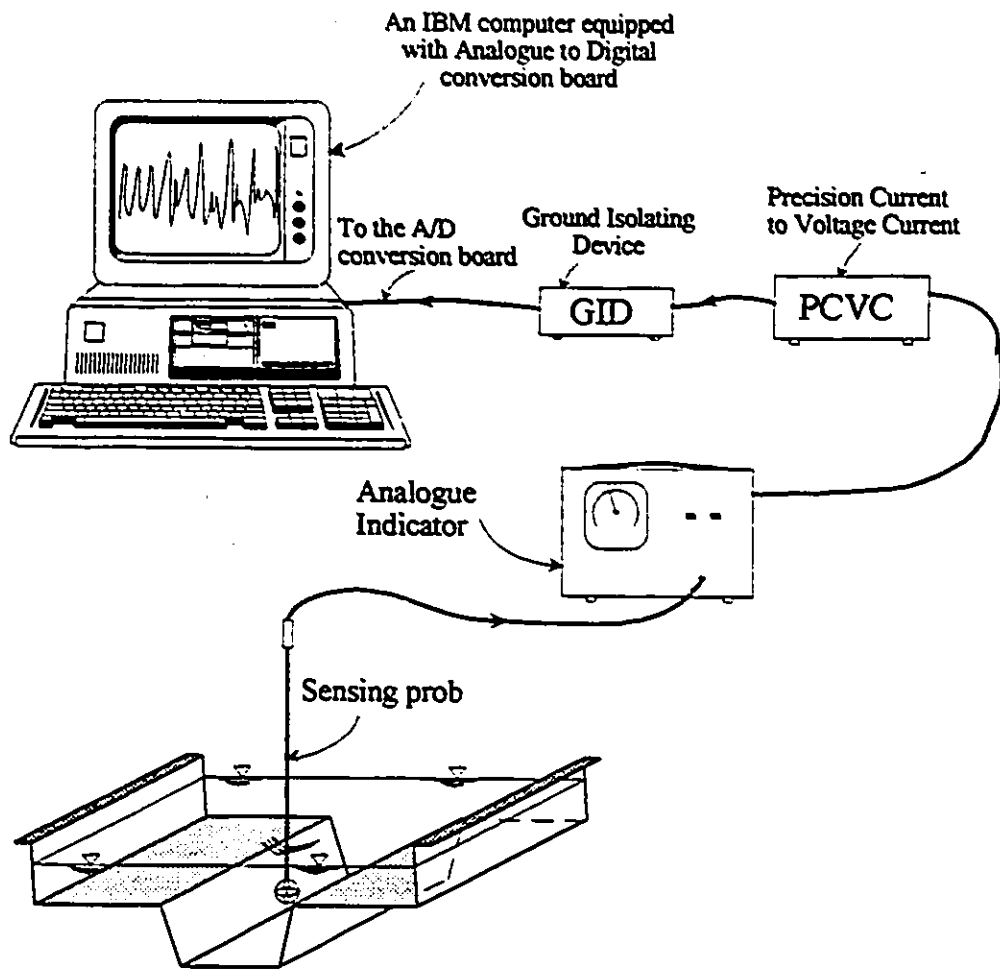 An IBM computer equipped
with Analogue to Digital
conversion board
To the A/D
conversion board
Ground Isolating
Device
Precision Current
to Voltage Current
GID
PCVC
Analogue
Indicator
Sensing prob